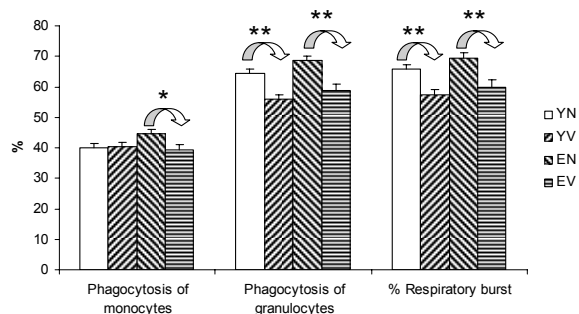 ** ** ** **
*
80
70
60
50
40
30
20
10
0
%
Phagocytosis of
monocytes
Phagocytosis of
granulocytes
% Respiratory burst
YN
YV
EN
EV